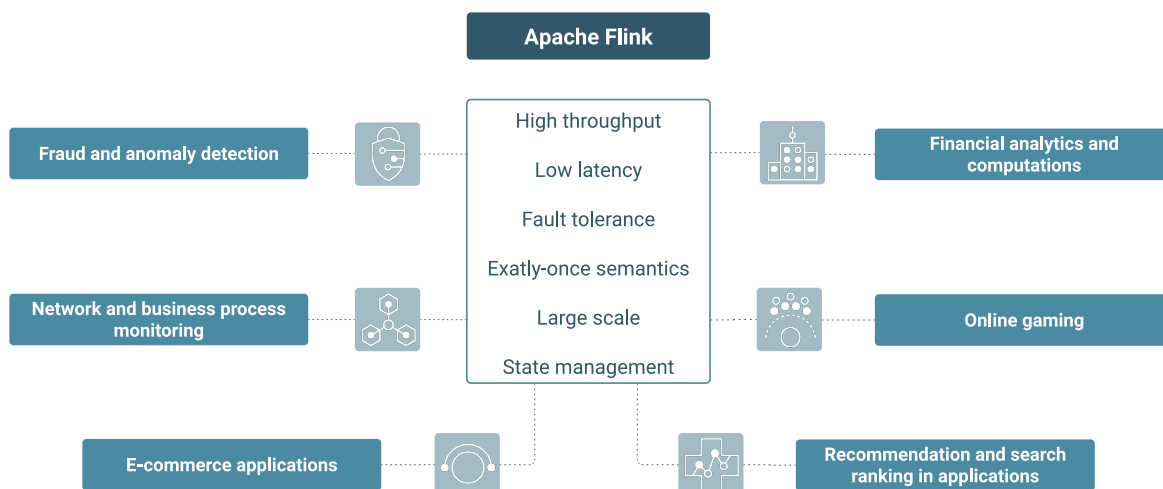 Apache Flink
High throughput
Low latency
Fault tolerance
Exatly-once semantics
Large scale
State management
Fraud and anomaly detection
Network and business process
monitoring
E-commerce applications
Financial analytics and
computations
Online gaming
Recommendation and search
ranking in applications